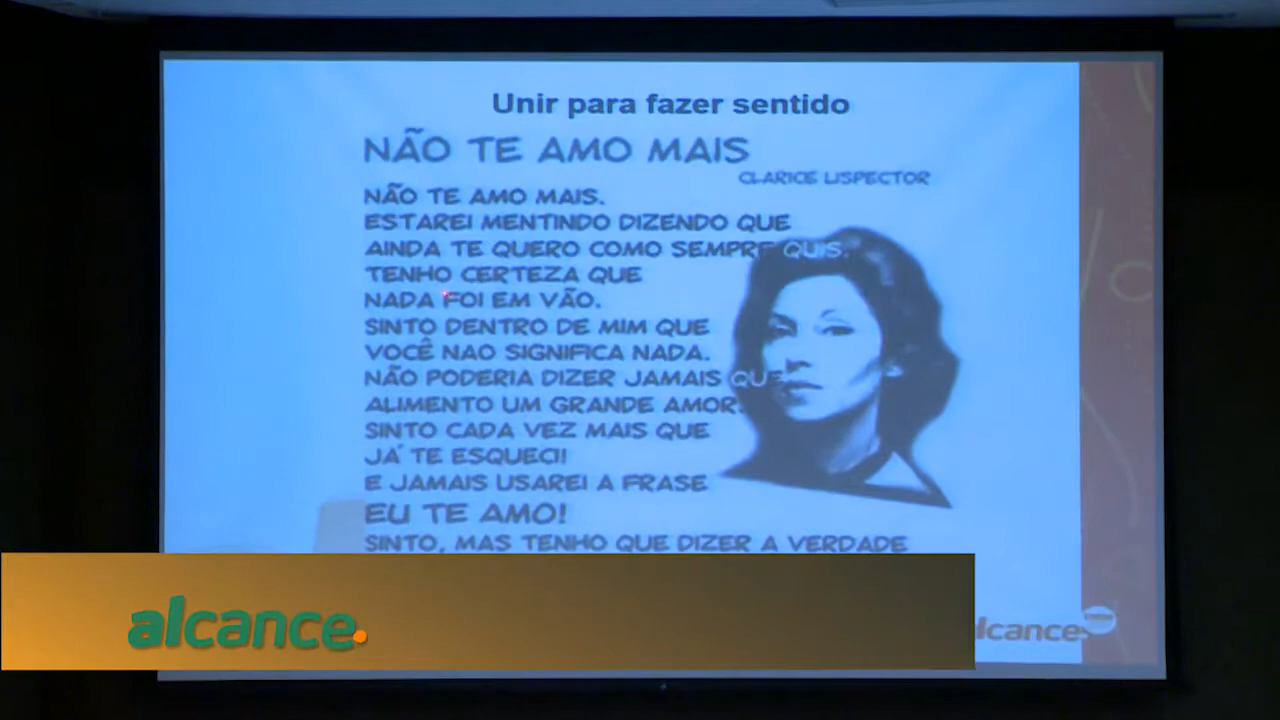 Unir para fazer sentido
NÃO TE AMO MAIS
CLARICE LISPECTOR
NÃO TE AMO MAIS.
ESTAREI MENTINDO DIZENDO QUE
AINDA TE QUERO COMO SEMPRE QUIS.
TENHO CERTEZA QUE
NADA FOI EM VÃO.
SINTO DENTRO DE MIM QUE
VOCÊ NAO SIGNIFICA NADA.
NÃO PODERIA DIZER JAMAIS QUE
ALIMENTO UM GRANDE AMOR.
SINTO CADA VEZ MAIS QUE
JÁ TE ESQUECI!
E JAMAIS USAREI A FRASE
EU TE AMO!
SINTO, MAS TENHO QUE DIZER A VERDADE
alcance.
alcance.